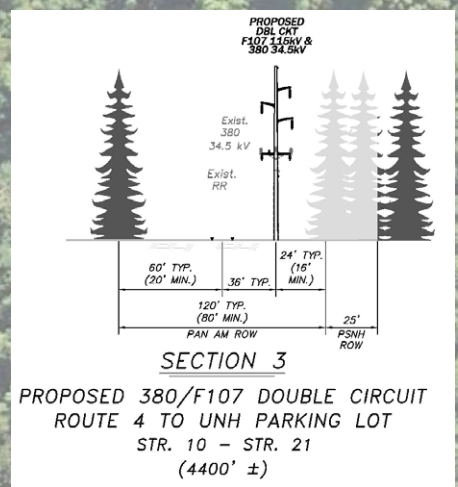 PROPOSED
DBL CKT
F107 115kV &
380 34.5kV
Exist.
380
34.5 kV
Exist.
RR
60' TYP.
(20' MIN.)
36' TYP.
24' TYP.
(16'
MIN.)
120' TYP.
(80' MIN.)
PAN AM ROW
25'
PSNH
ROW
SECTION 3
PROPOSED 380/F107 DOUBLE CIRCUIT
ROUTE 4 TO UNH PARKING LOT
STR. 10 – STR. 21
(4400' ±)